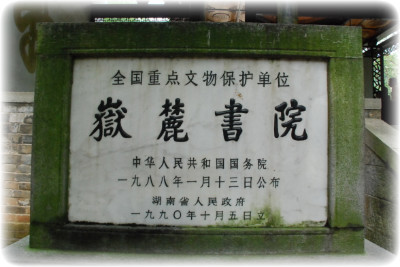 全国重点文物保护单位
嶽麓書院
中华人民共和国国务院
一九八八年一月十三日公布
湖南省人民政府
一九九〇年十月五日立